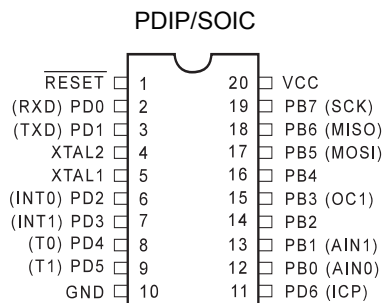 PDIP/SOIC
RESET 1 20 VCC
(RXD) PD0 2 19 PB7 (SCK)
(TXD) PD1 3 18 PB6 (MISO)
XTAL2 4 17 PB5 (MOSI)
XTAL1 5 16 PB4
(INT0) PD2 6 15 PB3 (OC1)
(INT1) PD3 7 14 PB2
(T0) PD4 8 13 PB1 (AIN1)
(T1) PD5 9 12 PB0 (AIN0)
GND 10 11 PD6 (ICP)